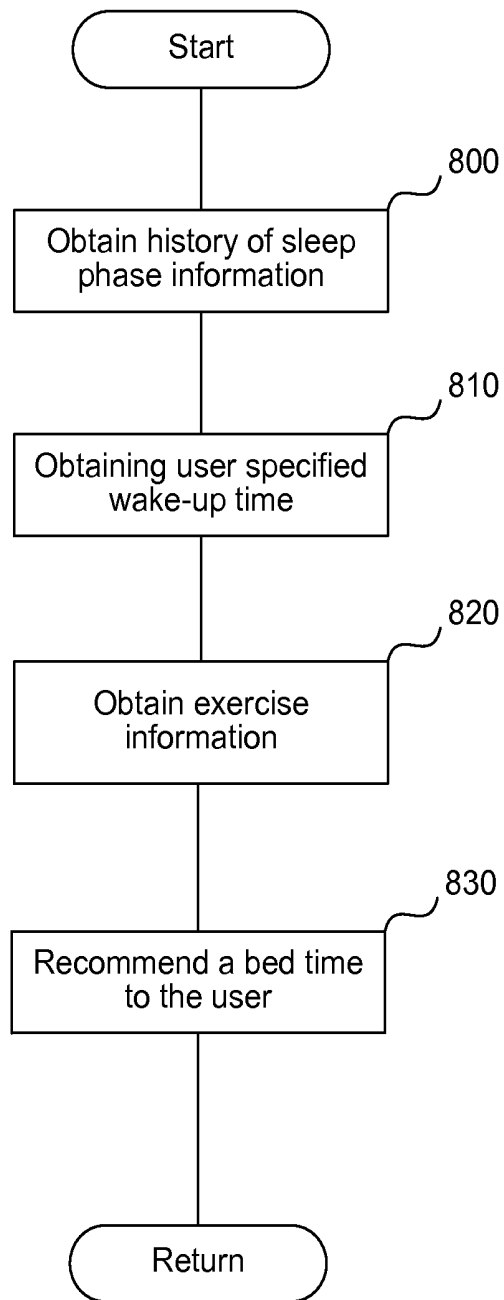 Start
800
Obtain history of sleep
phase information
810
Obtaining user specified
wake-up time
820
Obtain exercise
information
830
Recommend a bed time
to the user
Return